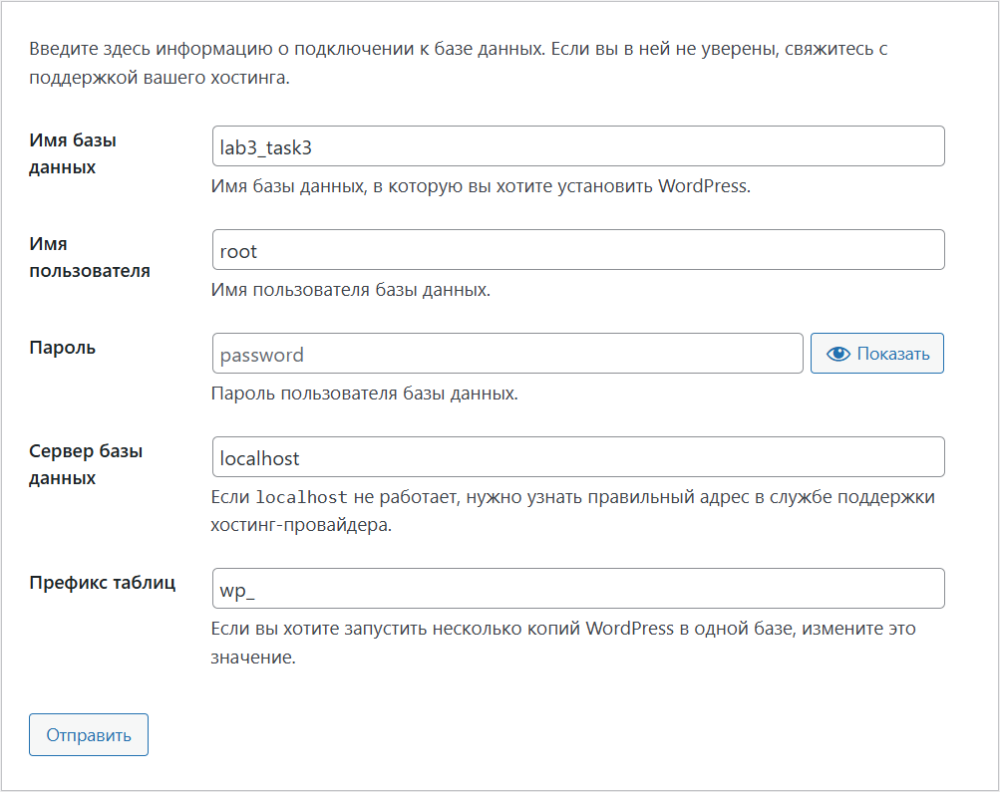 Введите здесь информацию о подключении к базе данных. Если вы в ней не уверены, свяжитесь с
поддержкой вашего хостинга.
Имя базы
данных
lab3_task3
Имя базы данных, в которую вы хотите установить WordPress.
Имя
пользователя
root
Имя пользователя базы данных.
Пароль
password
Показать
Пароль пользователя базы данных.
Сервер базы
данных
localhost
Если localhost не работает, нужно узнать правильный адрес в службе поддержки
хостинг-провайдера.
Префикс таблиц
wp_
Если вы хотите запустить несколько копий WordPress в одной базе, измените это
значение.
Отправить